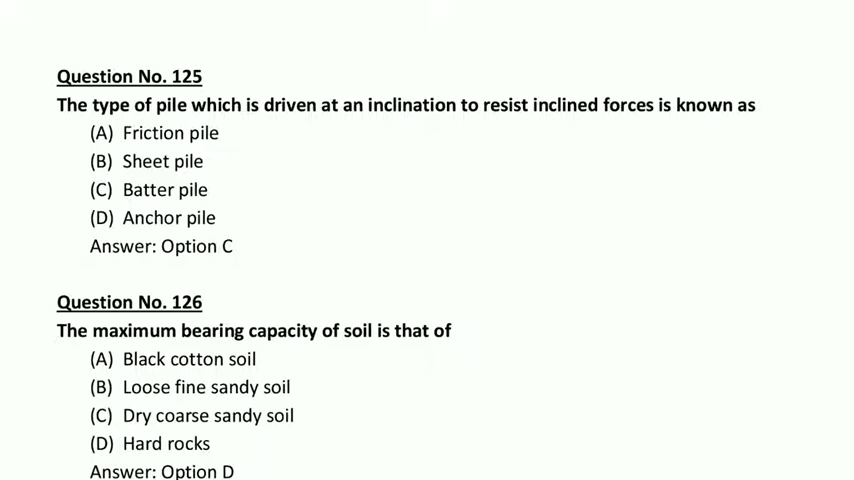 Question No. 125
The type of pile which is driven at an inclination to resist inclined forces is known as
(A) Friction pile
(B) Sheet pile
(C) Batter pile
(D) Anchor pile
Answer: Option C
Question No. 126
The maximum bearing capacity of soil is that of
(A) Black cotton soil
(B) Loose fine sandy soil
(C) Dry coarse sandy soil
(D) Hard rocks
Answer: Option D